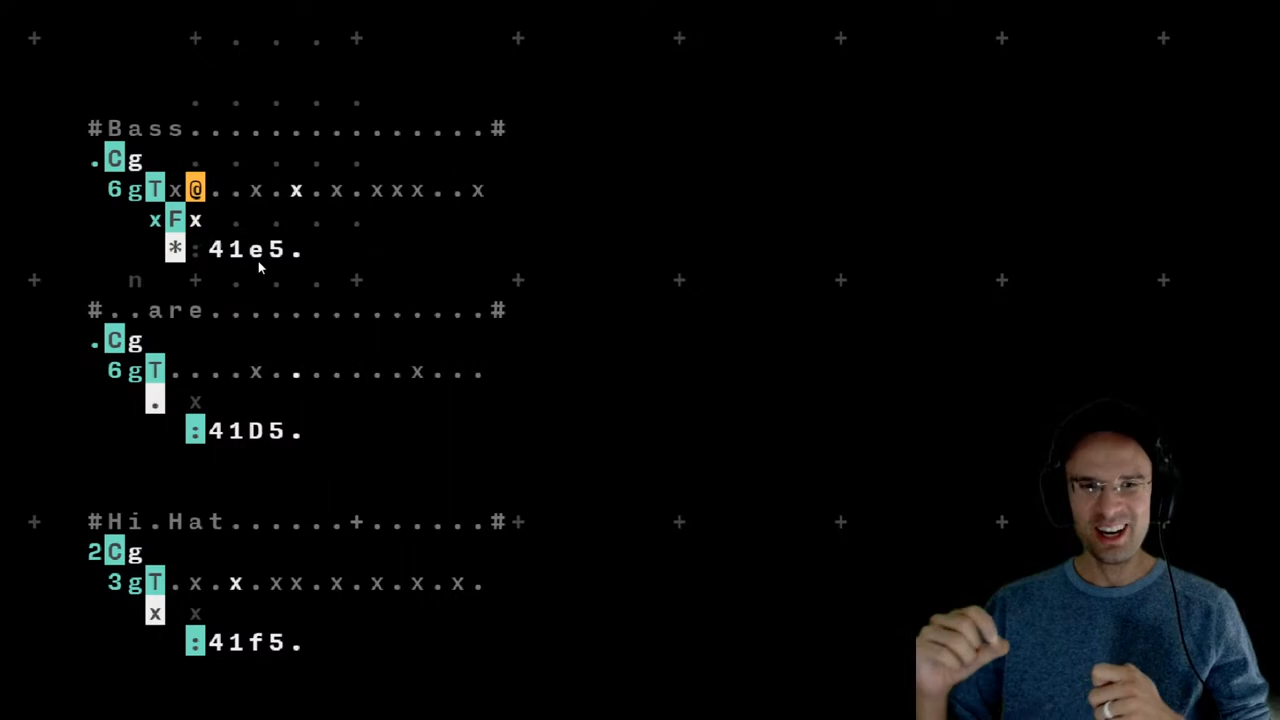 #Bass...............#
.Cg
6gTx@..x.x.x.xxx..x
xFx
*:41e5.
n
#..are..............#
.Cg
6gT....x.x.......x...
. x
:41D5.
#Hi.Hat......+......#
2Cg
3gT.x.x.xx.x.x.x.x.
x x
:41f5.